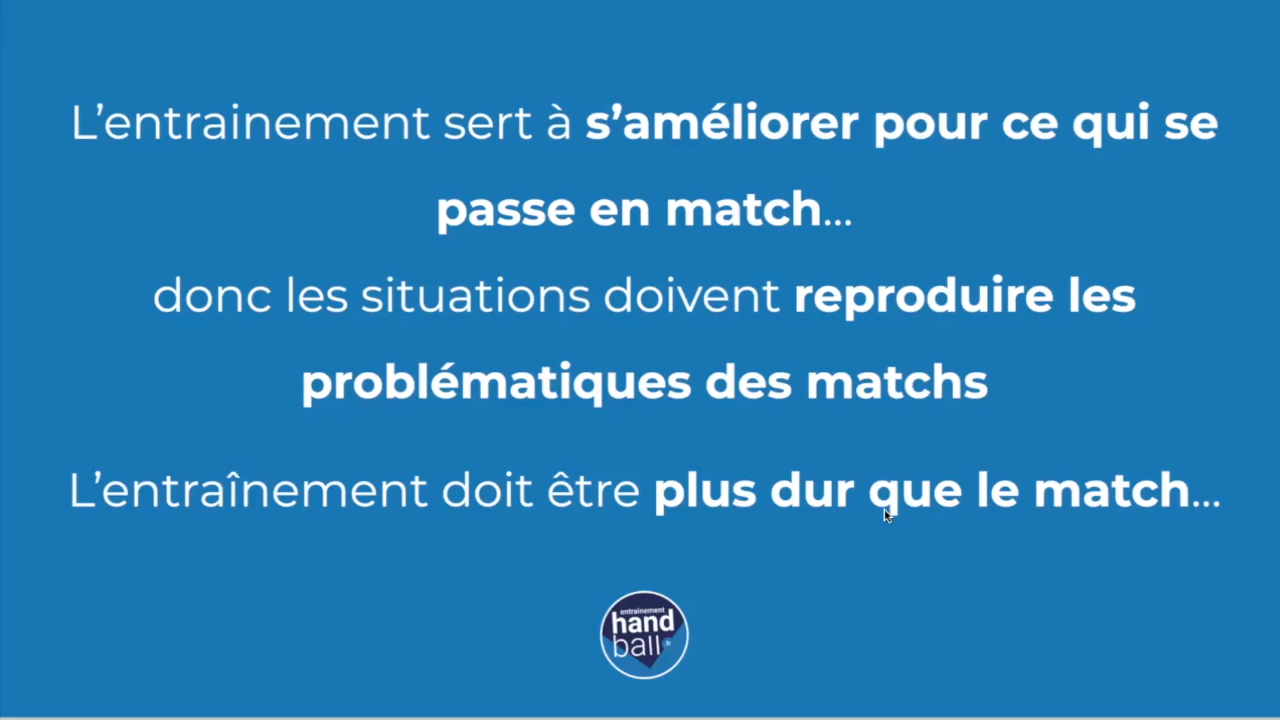 L’entrainement sert à s’améliorer pour ce qui se
passe en match...
donc les situations doivent reproduire les
problématiques des matchs
L’entraînement doit être plus dur que le match...
entrainement
hand
ball.fr